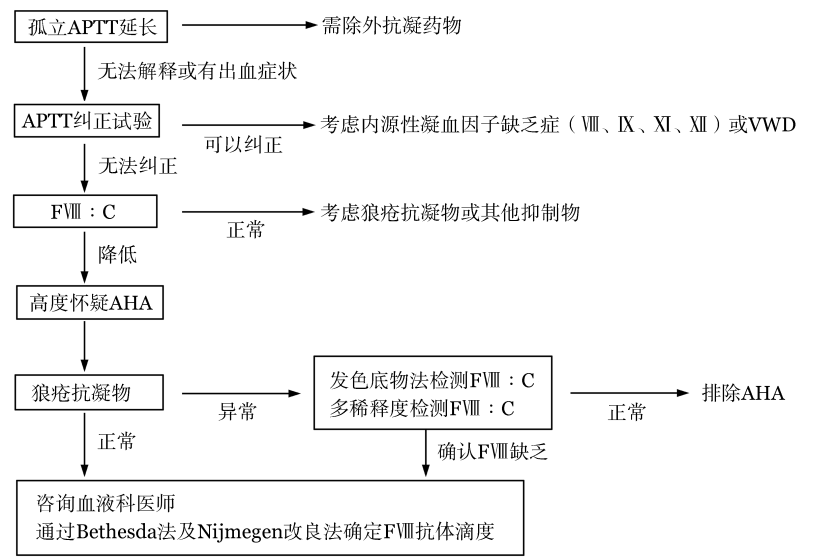 孤立APTT延长
需除外抗凝药物
无法解释或有出血症状
APTT纠正试验
可以纠正
考虑内源性凝血因子缺乏症（Ⅷ、Ⅸ、Ⅺ、Ⅻ）或VWD
无法纠正
FⅧ：C
正常
考虑狼疮抗凝物或其他抑制物
降低
高度怀疑AHA
狼疮抗凝物
异常
发色底物法检测FⅧ：C
多稀释度检测FⅧ：C
正常
排除AHA
正常
确认FⅧ缺乏
咨询血液科医师
通过Bethesda法及Nijmegen改良法确定FⅧ抗体滴度